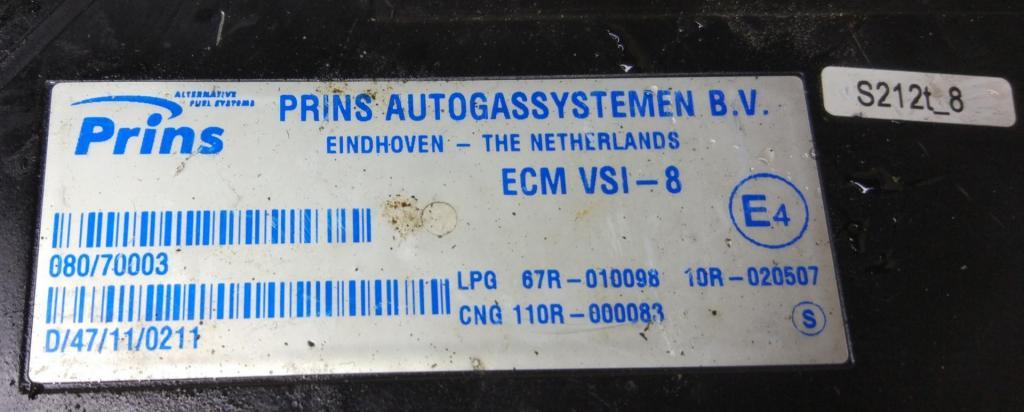 ALTERNATIVE
FUEL SYSTEMS
Prins
PRINS AUTOGASSYSTEMEN B.V.
EINDHOVEN - THE NETHERLANDS
ECM VSI-8
E4
080/70003
D/47/11/0211
LPG 67R-010098 10R-020507
CNG 110R-000083
S
S212t_8